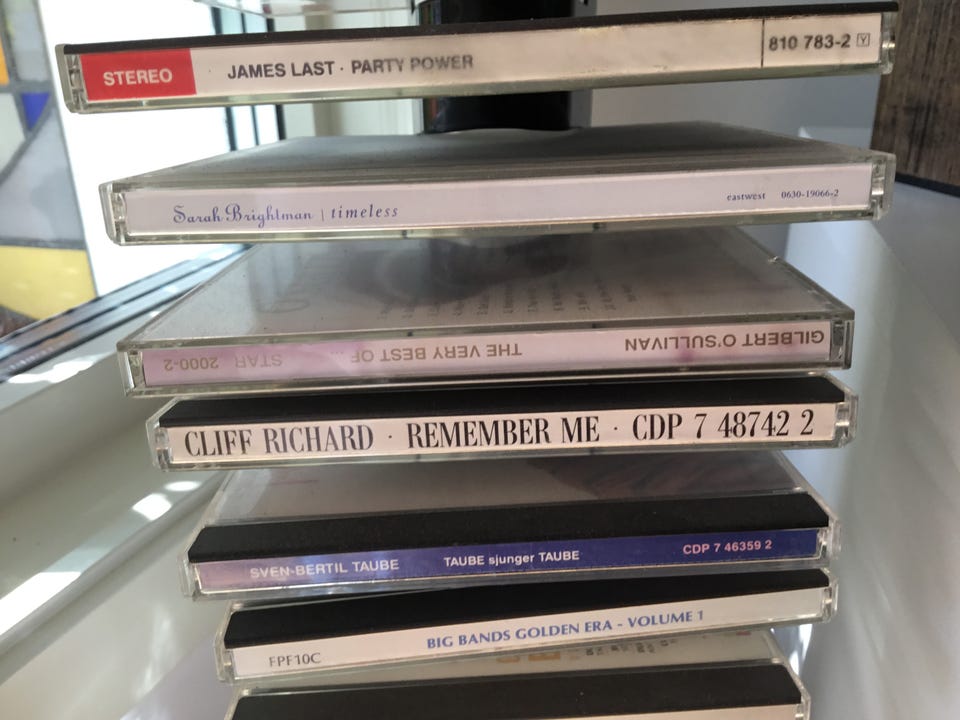 STEREO JAMES LAST · PARTY POWER 810 783-2 Y
Sarah Brightman | timeless eastwest 0630-19066-2
GILBERT O'SULLIVAN THE VERY BEST OF ... STAR 2000-2
CLIFF RICHARD · REMEMBER ME · CDP 7 48742 2
SVEN-BERTIL TAUBE TAUBE sjunger TAUBE CDP 7 46359 2
FPF10C BIG BANDS GOLDEN ERA - VOLUME 1